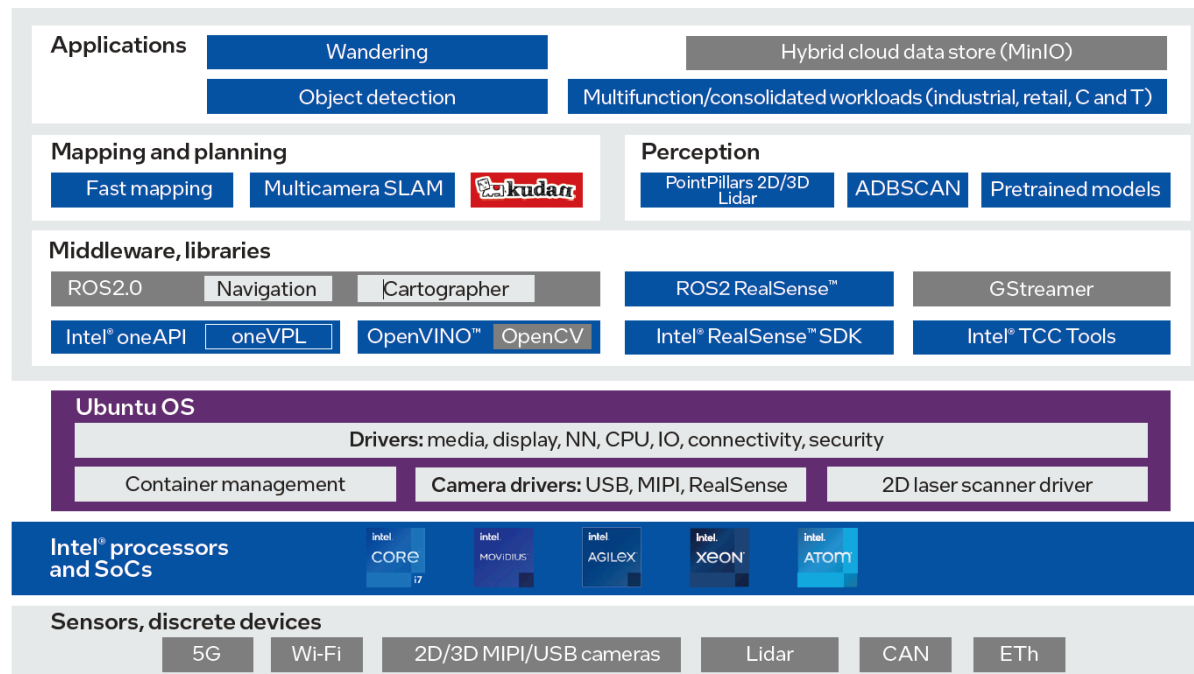 Applications
Wandering
Hybrid cloud data store (MinIO)
Object detection
Multifunction/consolidated workloads (industrial, retail, C and T)
Mapping and planning
Fast mapping
Multicamera SLAM
kudan
Perception
PointPillars 2D/3D
Lidar
ADBSCAN
Pretrained models
Middleware, libraries
ROS2.0
Navigation
Cartographer
ROS2 RealSense™
GStreamer
Intel® oneAPI
oneVPL
OpenVINO™
OpenCV
Intel® RealSense™ SDK
Intel® TCC Tools
Ubuntu OS
Drivers: media, display, NN, CPU, IO, connectivity, security
Container management
Camera drivers: USB, MIPI, RealSense
2D laser scanner driver
Intel® processors
and SoCs
intel.
CORE
i7
intel.
MOVIDIUS
intel.
AGILEX
intel.
XEON
intel.
ATOM
Sensors, discrete devices
5G
Wi-Fi
2D/3D MIPI/USB cameras
Lidar
CAN
ETh